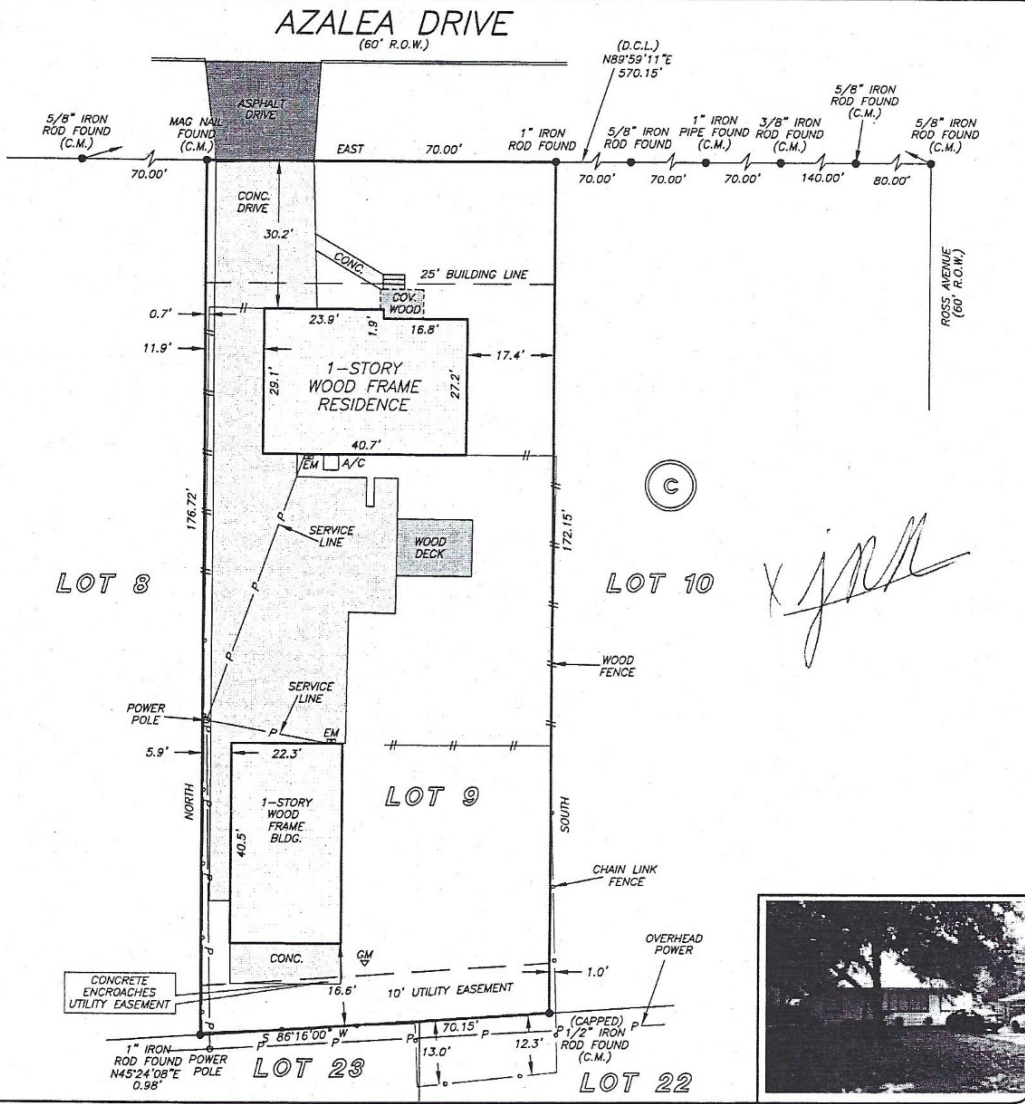 AZALEA DRIVE
(60' R.O.W.)
(D.C.L.)
N89°59'11"E
570.15'
ASPHALT
DRIVE
5/8" IRON
ROD FOUND
(C.M.)
MAG NAIL
FOUND
(C.M.)
EAST 70.00'
1" IRON
ROD FOUND
5/8" IRON
ROD FOUND
1" IRON
PIPE FOUND
(C.M.)
3/8" IRON
ROD FOUND
(C.M.)
5/8" IRON
ROD FOUND
(C.M.)
5/8" IRON
ROD FOUND
(C.M.)
70.00'
70.00'
70.00'
70.00'
140.00'
80.00'
CONC.
DRIVE
30.2'
CONC.
25' BUILDING LINE
COV.
WOOD
ROSS AVENUE
(60' R.O.W.)
0.7'
23.9'
1.9'
16.8'
11.9'
17.4'
1-STORY
WOOD FRAME
RESIDENCE
29.1'
27.2'
40.7'
EM
A/C
C
176.72'
172.15'
P
SERVICE
LINE
WOOD
DECK
LOT 8
LOT 10
P
P
WOOD
FENCE
SERVICE
LINE
POWER
POLE
P
EM
5.9'
22.3'
LOT 9
NORTH
SOUTH
1-STORY
WOOD
FRAME
BLDG.
40.5'
P
CHAIN LINK
FENCE
P
P
CONC.
GM
OVERHEAD
POWER
CONCRETE
ENCROACHES
UTILITY EASEMENT
16.6'
10' UTILITY EASEMENT
1.0'
P
S 86°16'00" W
70.15'
P
P
P
P
P
P
(CAPPED)
1/2" IRON
ROD FOUND
(C.M.)
1" IRON
ROD FOUND
N45°24'08"E
0.98'
POWER
POLE
13.0'
12.3'
LOT 23
LOT 22